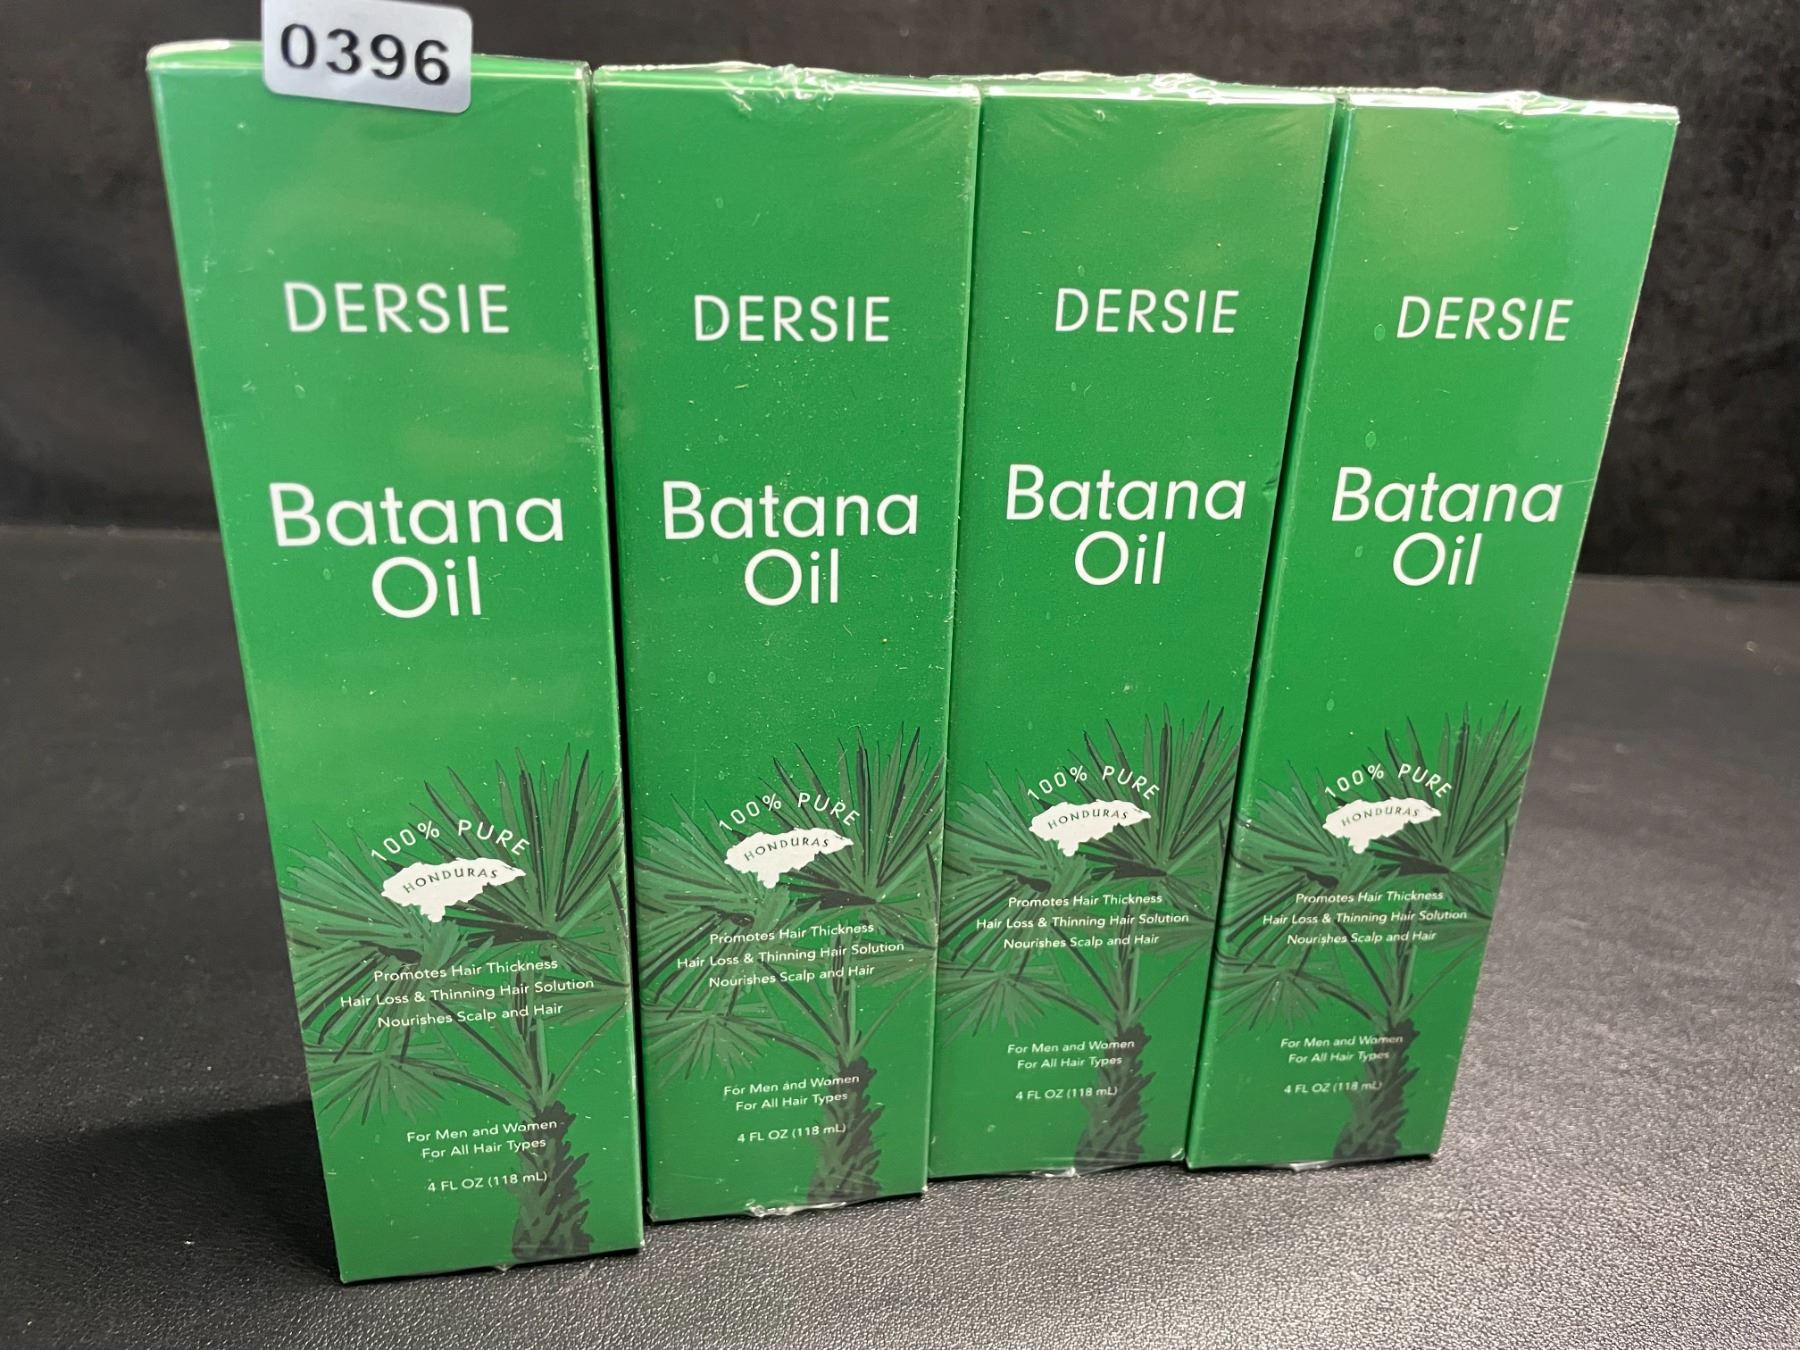 0396
DERSIE
Batana
Oil
100% PURE
HONDURAS
Promotes Hair Thickness
Hair Loss & Thinning Hair Solution
Nourishes Scalp and Hair
For Men and Women
For All Hair Types
4 FL OZ (118 mL)
DERSIE
Batana
Oil
100% PURE
HONDURAS
Promotes Hair Thickness
Hair Loss & Thinning Hair Solution
Nourishes Scalp and Hair
For Men and Women
For All Hair Types
4 FL OZ (118 mL)
DERSIE
Batana
Oil
100% PURE
HONDURAS
Promotes Hair Thickness
Hair Loss & Thinning Hair Solution
Nourishes Scalp and Hair
For Men and Women
For All Hair Types
4 FL OZ (118 mL)
DERSIE
Batana
Oil
100% PURE
HONDURAS
Promotes Hair Thickness
Hair Loss & Thinning Hair Solution
Nourishes Scalp and Hair
For Men and Women
For All Hair Types
4 FL OZ (118 mL)